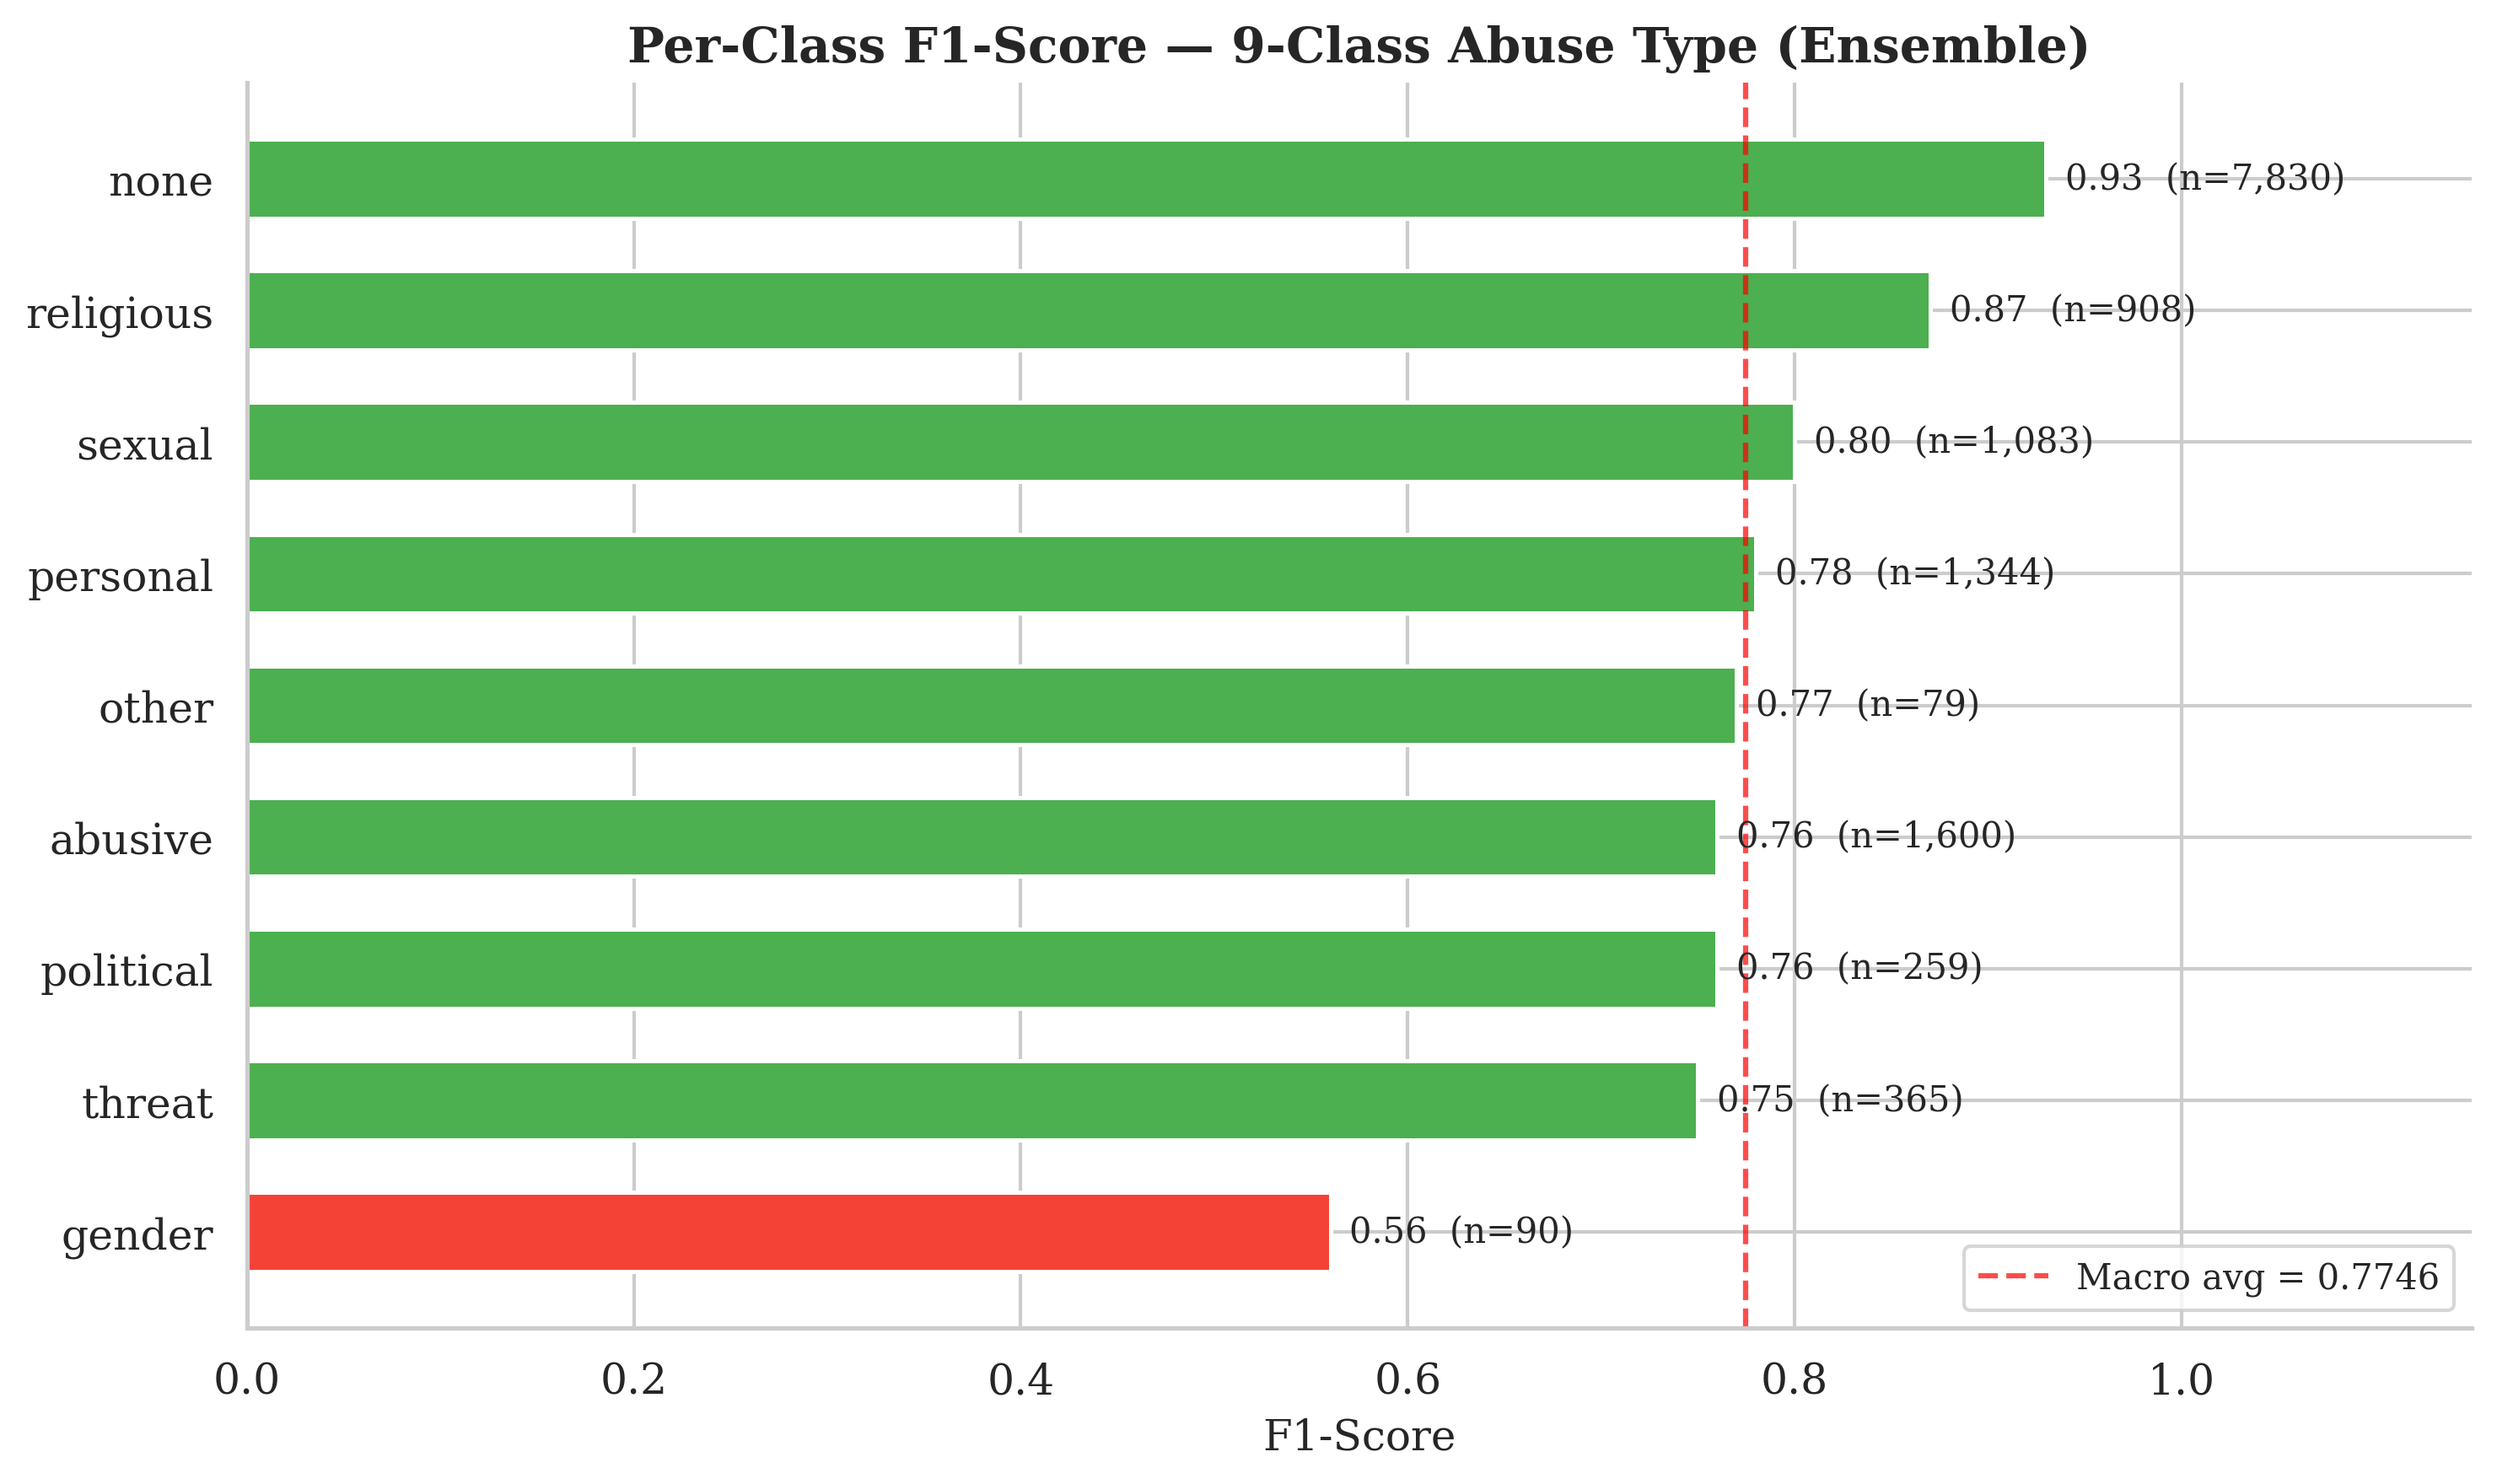 Per-Class F1-Score — 9-Class Abuse Type (Ensemble)
none 0.93 (n=7,830)
religious 0.87 (n=908)
sexual 0.80 (n=1,083)
personal 0.78 (n=1,344)
other 0.77 (n=79)
abusive 0.76 (n=1,600)
political 0.76 (n=259)
threat 0.75 (n=365)
gender 0.56 (n=90)
Macro avg = 0.7746
0.0 0.2 0.4 0.6 0.8 1.0
F1-Score